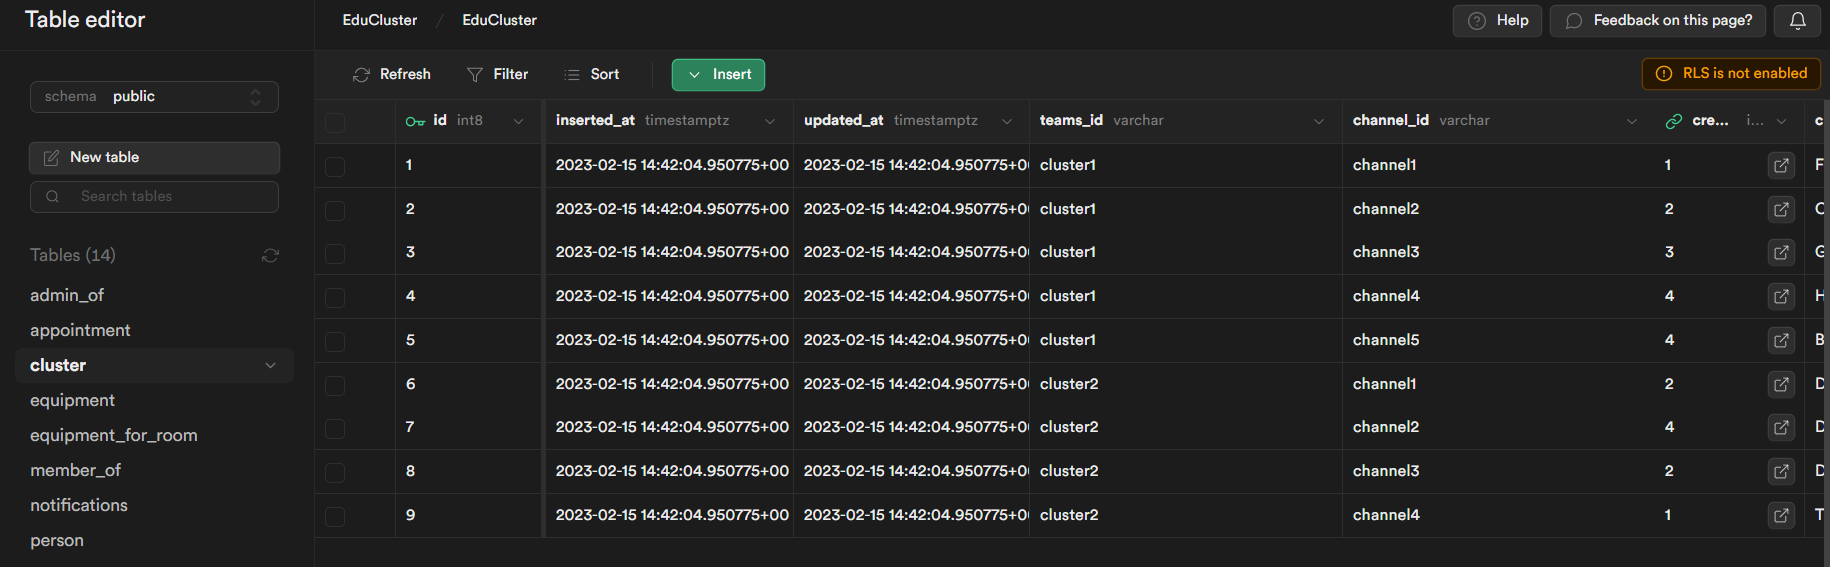 Table editor
EduCluster / EduCluster
Help
Feedback on this page?
schema public
Refresh Filter Sort Insert
RLS is not enabled
New table
Search tables
Tables (14)
admin_of
appointment
cluster
equipment
equipment_for_room
member_of
notifications
person
id int8 inserted_at timestamptz updated_at timestamptz teams_id varchar channel_id varchar cre... i... c
1 2023-02-15 14:42:04.950775+00 2023-02-15 14:42:04.950775+0 cluster1 channel1 1 F
2 2023-02-15 14:42:04.950775+00 2023-02-15 14:42:04.950775+0 cluster1 channel2 2
3 2023-02-15 14:42:04.950775+00 2023-02-15 14:42:04.950775+0 cluster1 channel3 3
4 2023-02-15 14:42:04.950775+00 2023-02-15 14:42:04.950775+0 cluster1 channel4 4 H
5 2023-02-15 14:42:04.950775+00 2023-02-15 14:42:04.950775+0 cluster1 channel5 4 B
6 2023-02-15 14:42:04.950775+00 2023-02-15 14:42:04.950775+0 cluster2 channel1 2 D
7 2023-02-15 14:42:04.950775+00 2023-02-15 14:42:04.950775+0 cluster2 channel2 4 D
8 2023-02-15 14:42:04.950775+00 2023-02-15 14:42:04.950775+0 cluster2 channel3 2 D
9 2023-02-15 14:42:04.950775+00 2023-02-15 14:42:04.950775+0 cluster2 channel4 1 T